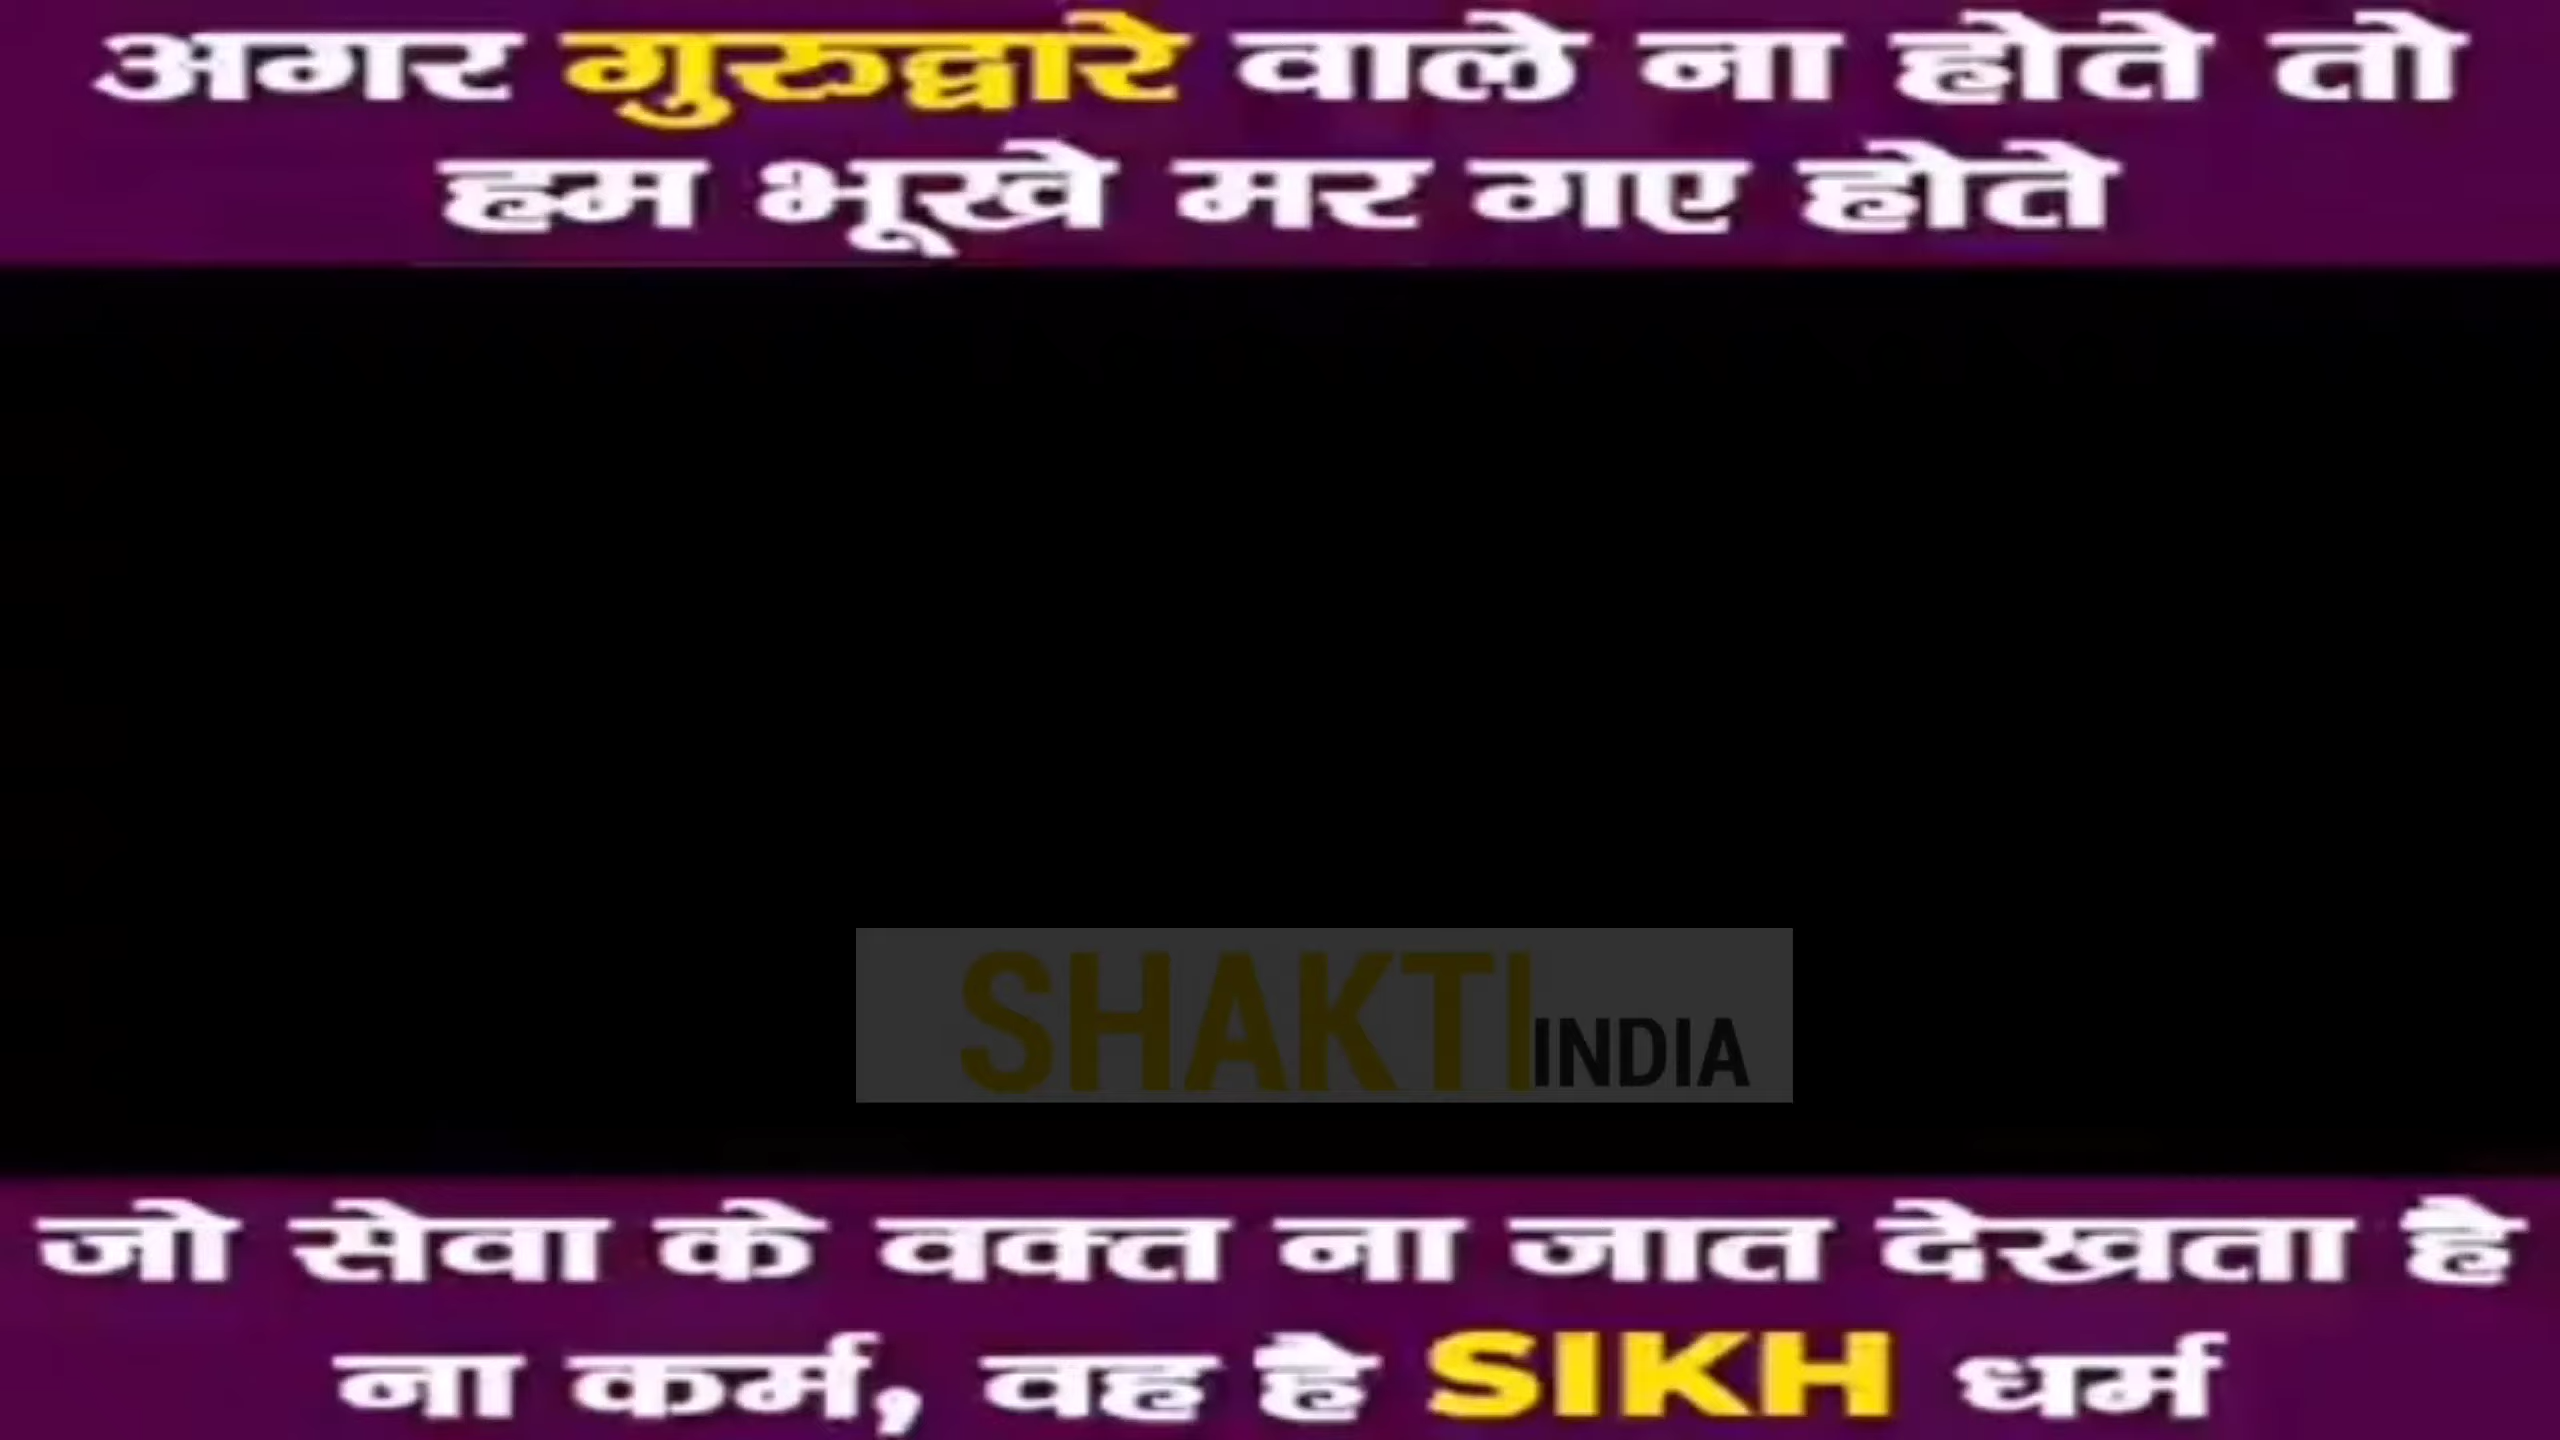 अगर गुरुद्वारे वाले ना होते तो
हम भूखे मर गए होते
SHAKTI INDIA
जो सेवा के वक्त ना जात देखता है
ना कर्म, वह है SIKH धर्म